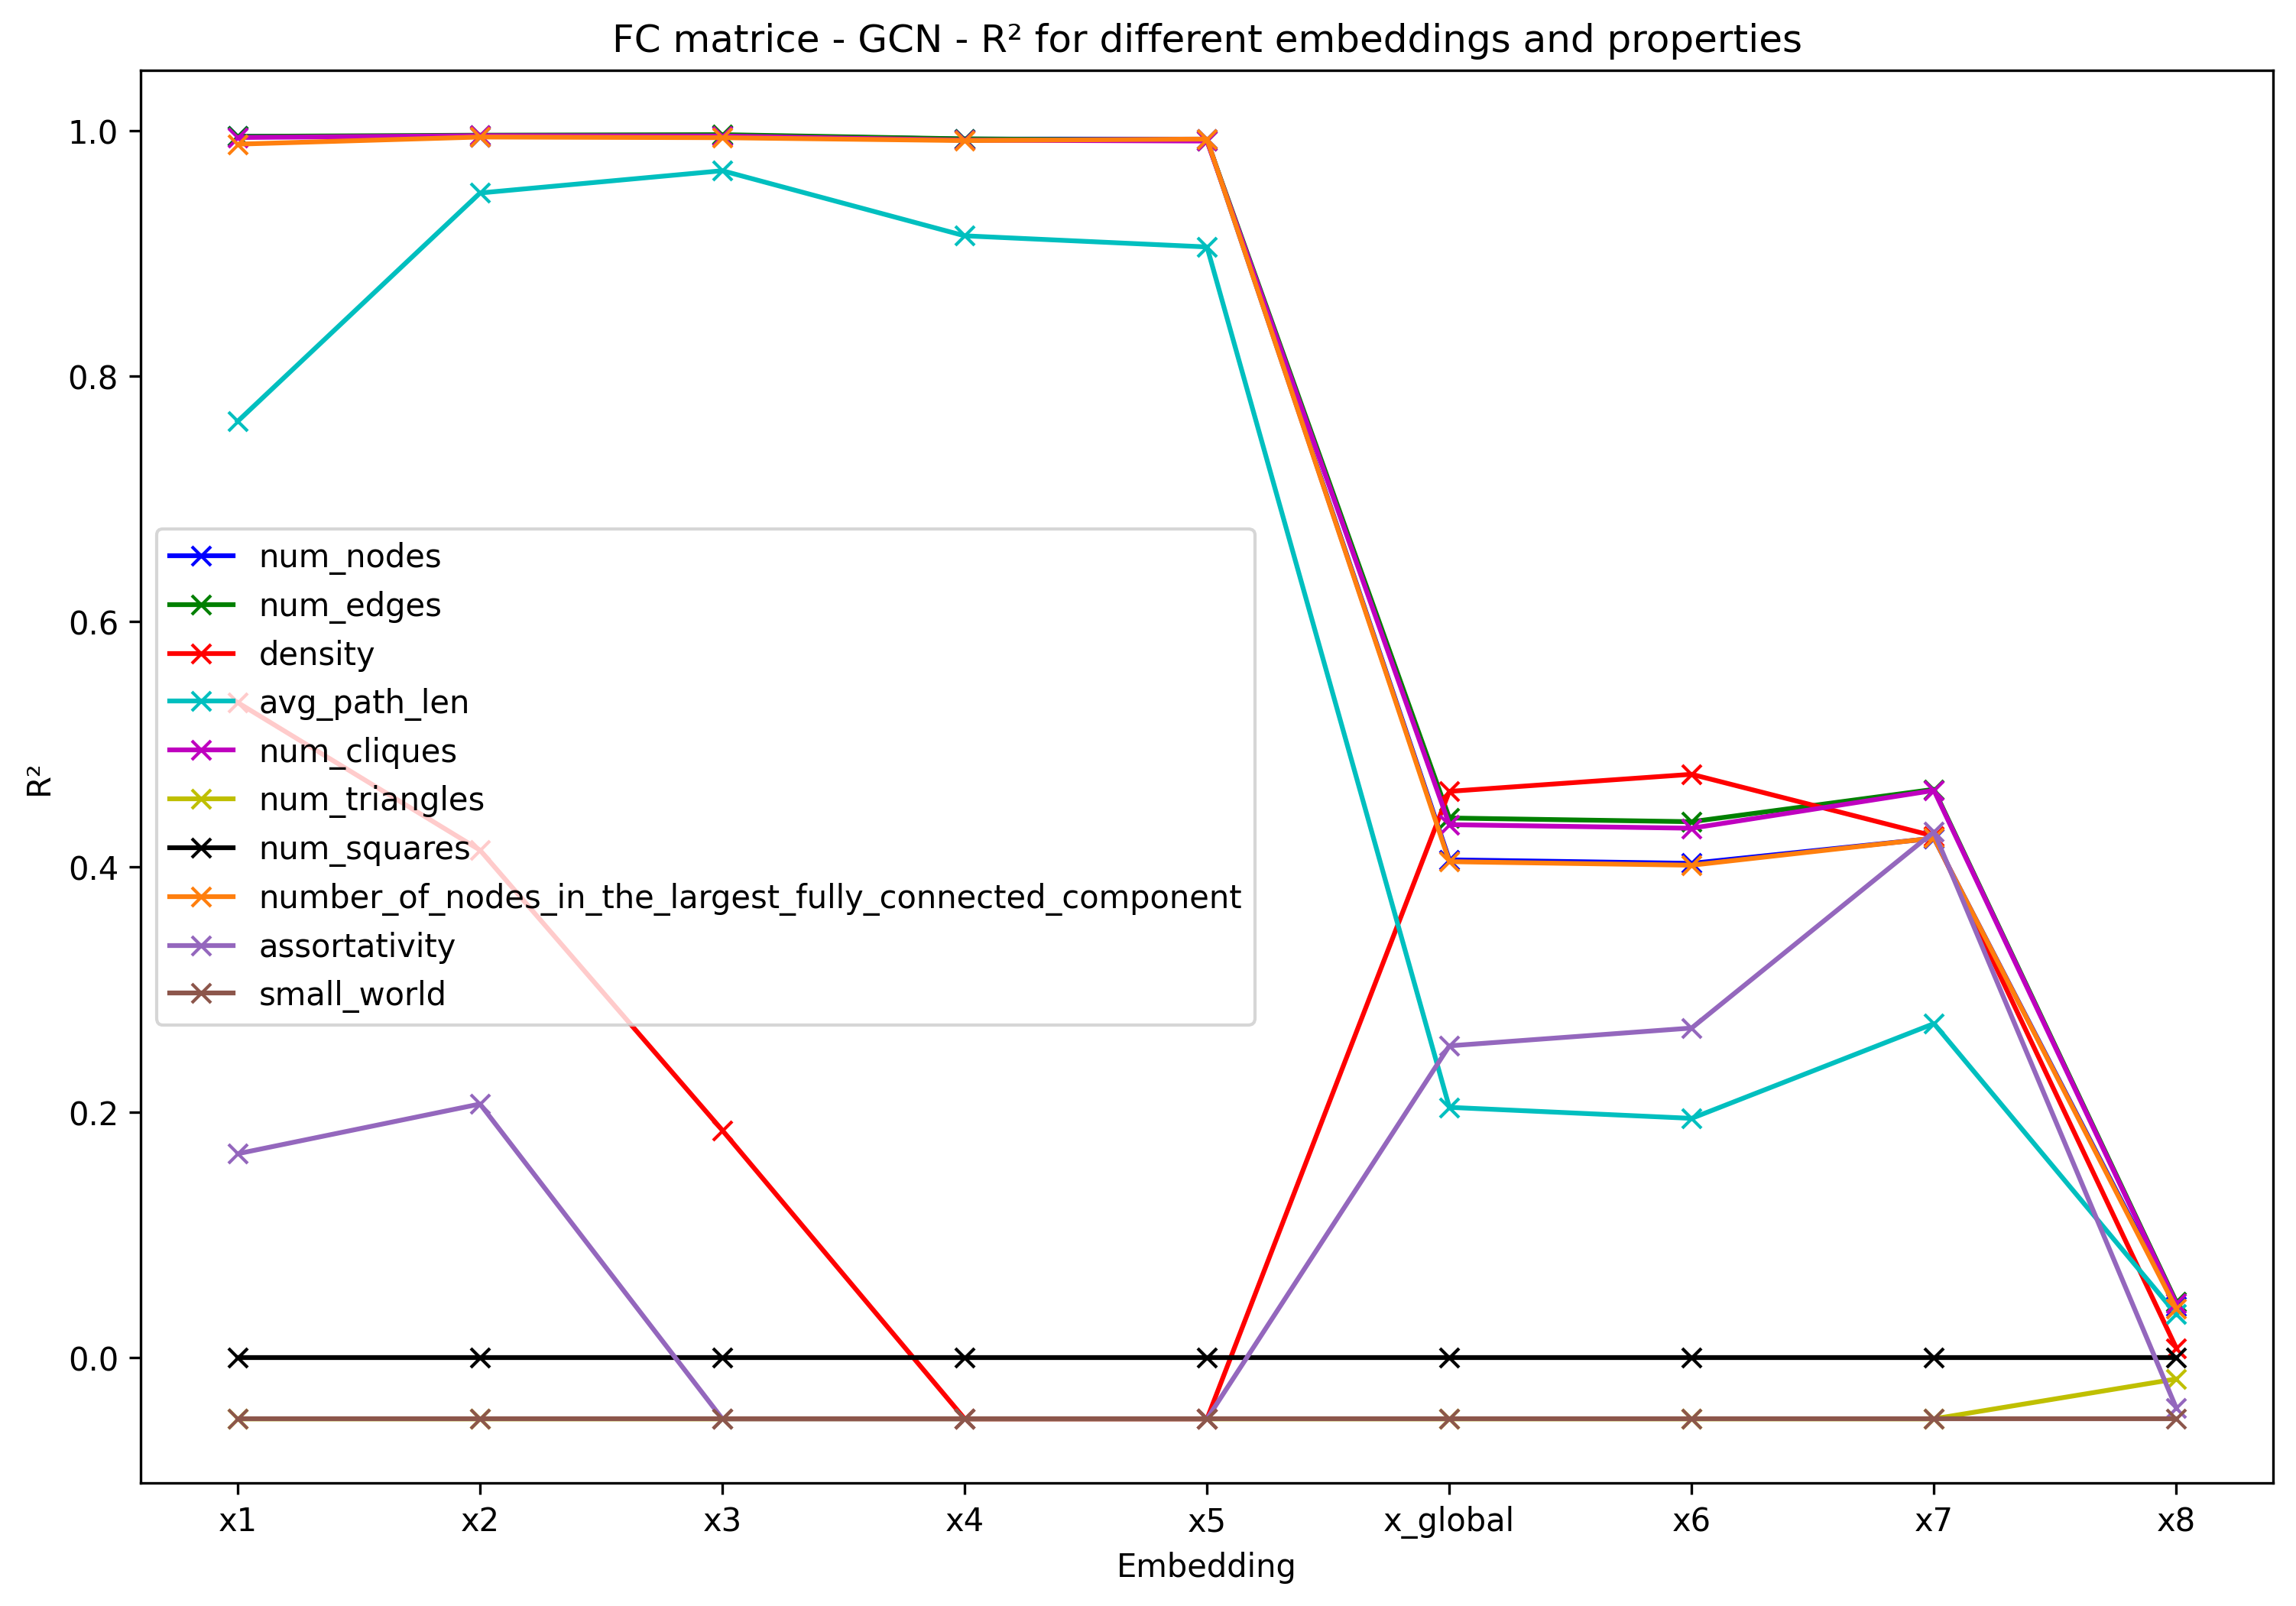 FC matrice - GCN - R² for different embeddings and properties
1.0
0.8
0.6
0.4
0.2
0.0
R²
num_nodes
num_edges
density
avg_path_len
num_cliques
num_triangles
num_squares
number_of_nodes_in_the_largest_fully_connected_component
assortativity
small_world
x1 x2 x3 x4 x5 x_global x6 x7 x8
Embedding